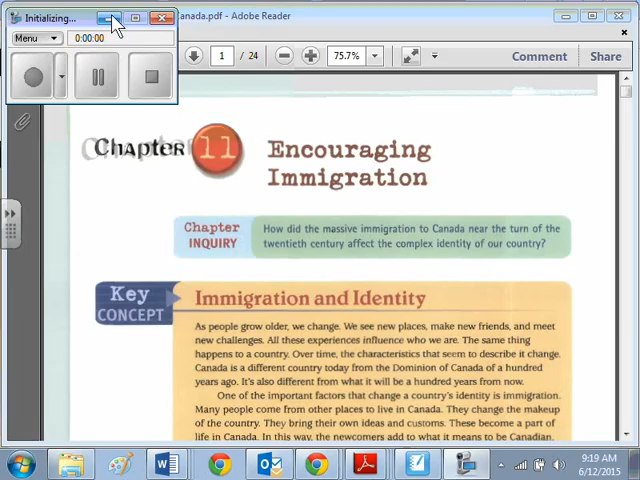 Initializing...
anada.pdf - Adobe Reader
Menu
0:00:00
1 / 24
75.7%
Comment
Share
Chapter 11
Encouraging
Immigration
Chapter
INQUIRY
How did the massive immigration to Canada near the turn of the
twentieth century affect the complex identity of our country?
Key
CONCEPT
Immigration and Identity
As people grow older, we change. We see new places, make new friends, and meet
new challenges. All these experiences influence who we are. The same thing
happens to a country. Over time, the characteristics that seem to describe it change.
Canada is a different country today from the Dominion of Canada of a hundred
years ago. It's also different from what it will be a hundred years from now.
One of the important factors that change a country's identity is immigration.
Many people come from other places to live in Canada. They change the makeup
of the country. They bring their own ideas and customs. These become a part of
life in Canada. In this way, the newcomers add to what it means to be Canadian.
9:19 AM
6/12/2015